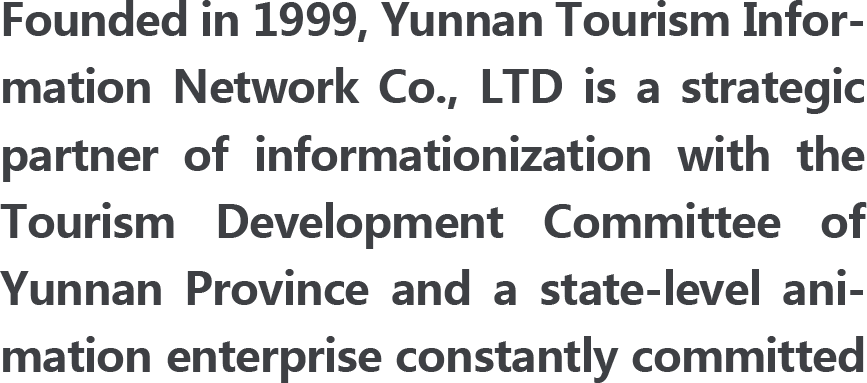 Founded in 1999, Yunnan Tourism Infor-
mation Network Co., LTD is a strategic
partner of informationization with the
Tourism Development Committee of
Yunnan Province and a state-level ani-
mation enterprise constantly committed